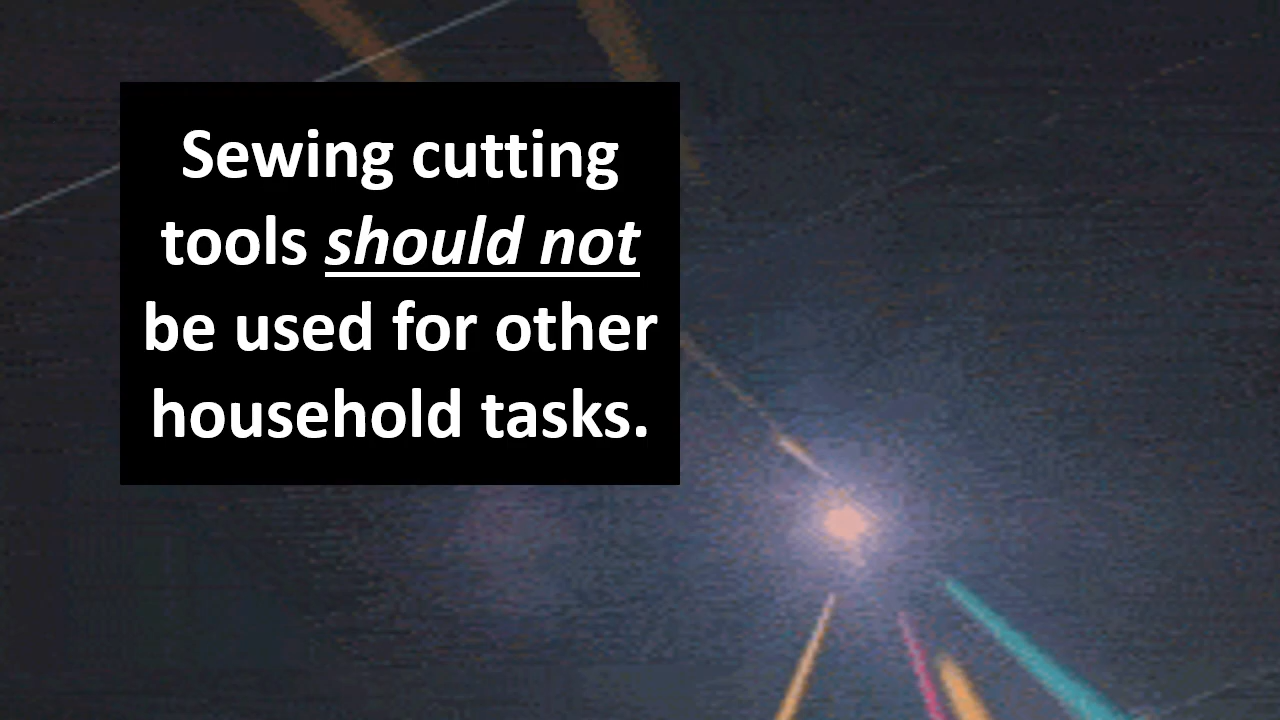 Sewing cutting
tools should not
be used for other
household tasks.